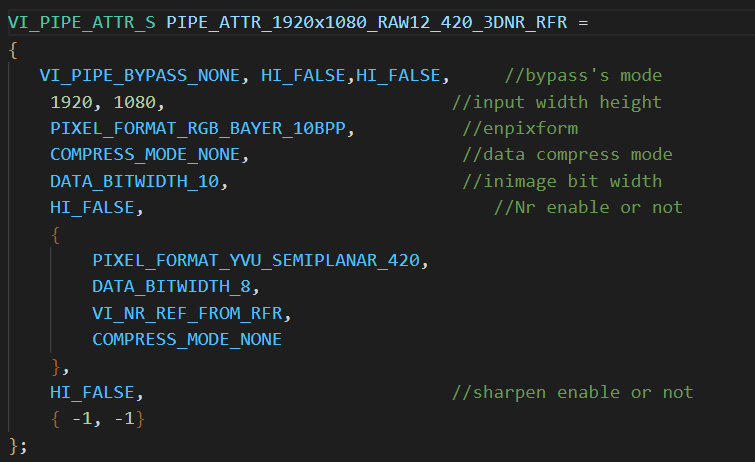 VI_PIPE_ATTR_S PIPE_ATTR_1920x1080_RAW12_420_3DNR_RFR =
{
VI_PIPE_BYPASS_NONE, HI_FALSE,HI_FALSE, //bypass's mode
1920, 1080, //input width height
PIXEL_FORMAT_RGB_BAYER_10BPP, //enpixform
COMPRESS_MODE_NONE, //data compress mode
DATA_BITWIDTH_10, //inimage bit width
HI_FALSE, //Nr enable or not
{
PIXEL_FORMAT_YVU_SEMIPLANAR_420,
DATA_BITWIDTH_8,
VI_NR_REF_FROM_RFR,
COMPRESS_MODE_NONE
},
HI_FALSE, //sharpen enable or not
{ -1, -1}
};